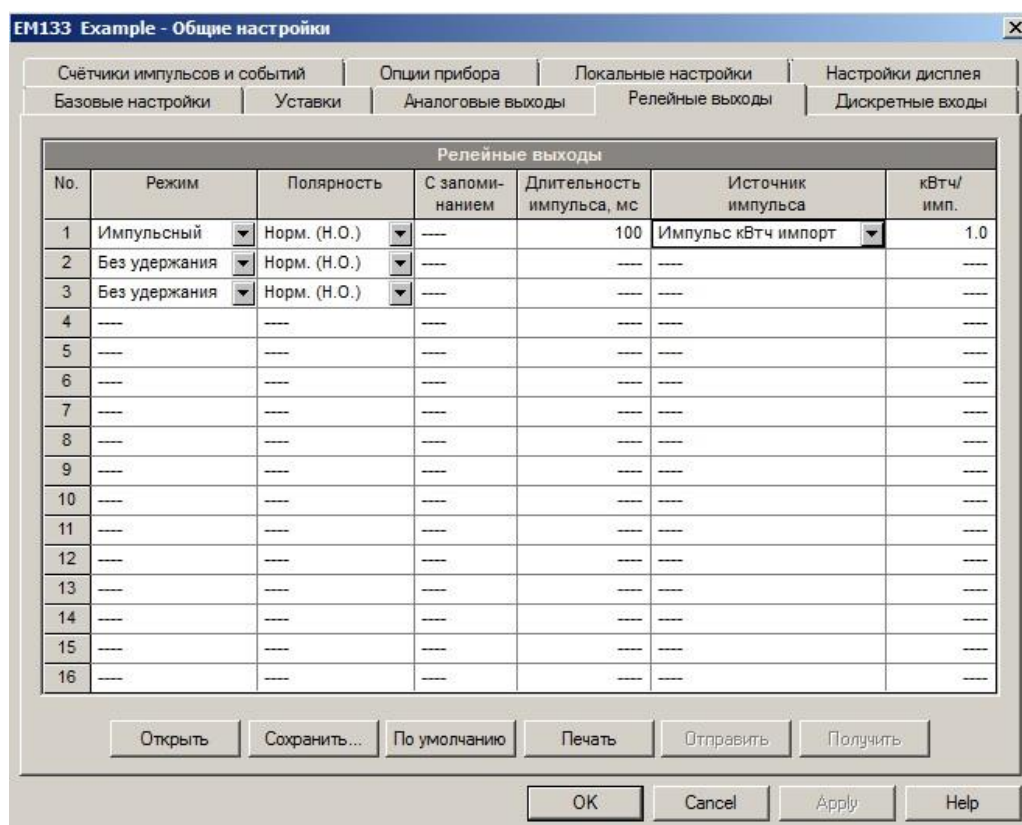 EM133 Example - Общие настройки
Счётчики импульсов и событий Опции прибора Локальные настройки Настройки дисплея
Базовые настройки Уставки Аналоговые выходы Релейные выходы Дискретные входы
Релейные выходы
No. Режим Полярность С запоми- Длительность Источник кВтч/
нанием импульса, мс импульса имп.
1 Импульсный Норм. (Н.О.) ---- 100 Импульс кВтч импорт 1.0
2 Без удержания Норм. (Н.О.) ---- ---- ---- ----
3 Без удержания Норм. (Н.О.) ---- ---- ---- ----
4 ---- ---- ---- ---- ---- ----
5 ---- ---- ---- ---- ---- ----
6 ---- ---- ---- ---- ---- ----
7 ---- ---- ---- ---- ---- ----
8 ---- ---- ---- ---- ---- ----
9 ---- ---- ---- ---- ---- ----
10 ---- ---- ---- ---- ---- ----
11 ---- ---- ---- ---- ---- ----
12 ---- ---- ---- ---- ---- ----
13 ---- ---- ---- ---- ---- ----
14 ---- ---- ---- ---- ---- ----
15 ---- ---- ---- ---- ---- ----
16 ---- ---- ---- ---- ---- ----
Открыть Сохранить... По умолчанию Печать Отправить Получить
OK Cancel Apply Help